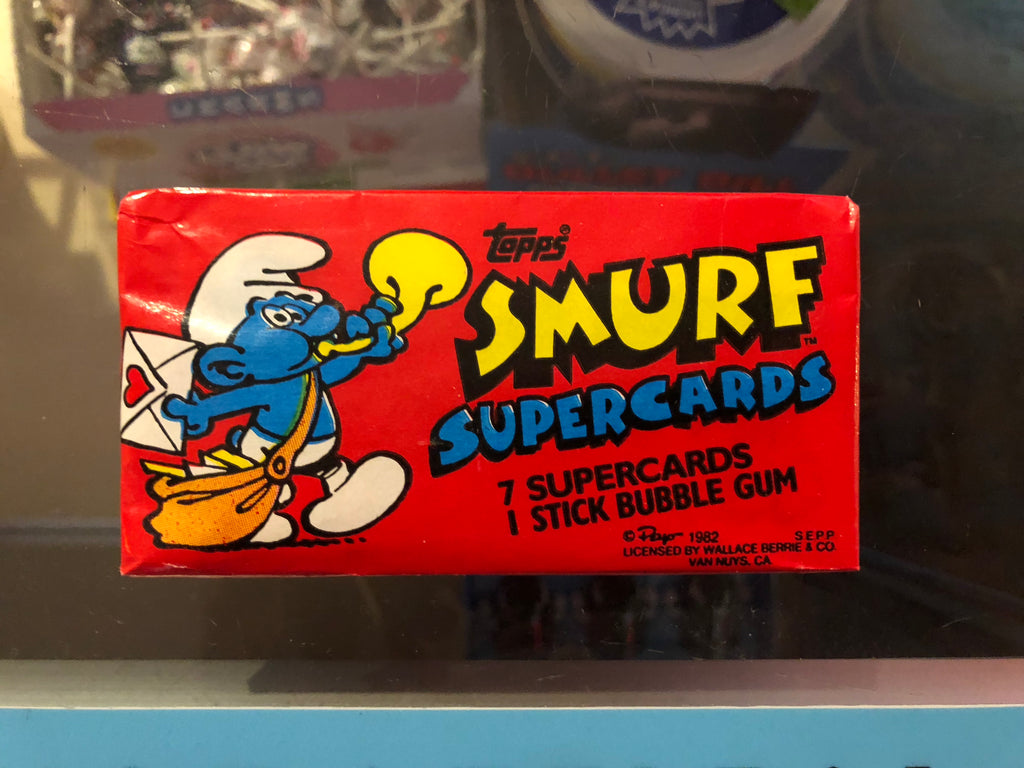 topps®
SMURF™
SUPERCARDS
7 SUPERCARDS
1 STICK BUBBLE GUM
© Peyo 1982 S.E.P.P.
LICENSED BY WALLACE BERRIE & CO.
VAN NUYS, CA